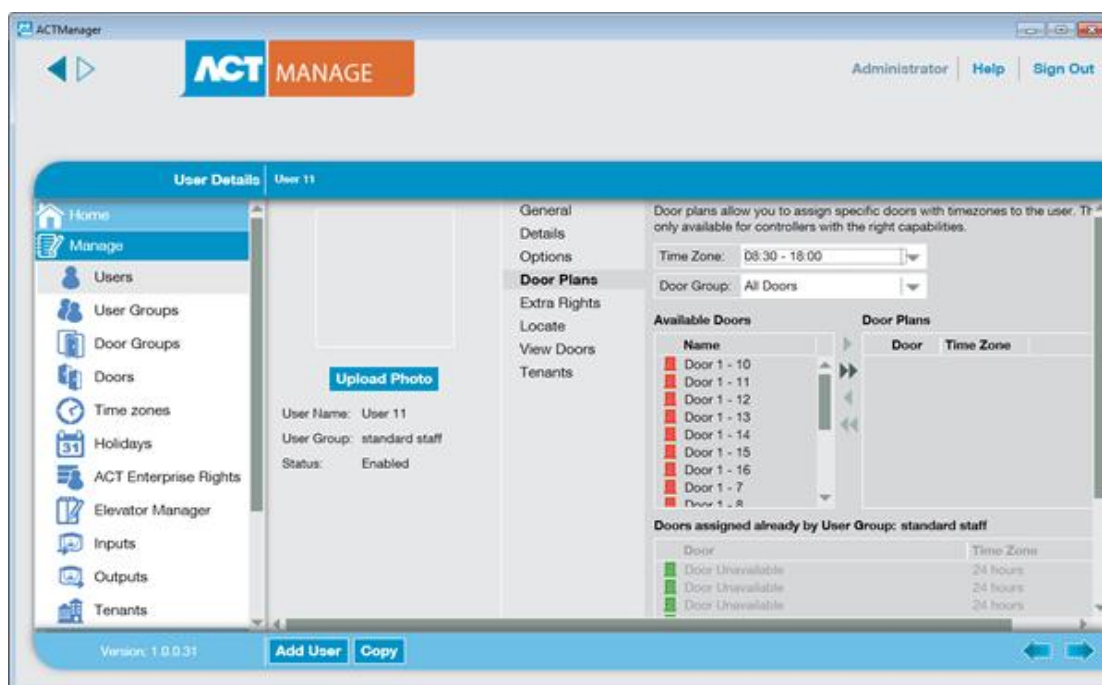 ACTManager
ACT MANAGE
Administrator Help Sign Out
User Details User 11
Home
Manage
Users
User Groups
Door Groups
Doors
Time zones
31 Holidays
ACT Enterprise Rights
Elevator Manager
Inputs
Outputs
Tenants
Version: 1.0.0.31
Upload Photo
User Name: User 11
User Group: standard staff
Status: Enabled
General
Details
Options
Door Plans
Extra Rights
Locate
View Doors
Tenants
Door plans allow you to assign specific doors with timezones to the user. Th
only available for controllers with the right capabilities.
Time Zone: 08:30 - 18:00
Door Group: All Doors
Available Doors
Name
Door 1 - 10
Door 1 - 11
Door 1 - 12
Door 1 - 13
Door 1 - 14
Door 1 - 15
Door 1 - 16
Door 1 - 7
Door 1 - 8
Door Plans
Door Time Zone
Doors assigned already by User Group: standard staff
Door Time Zone
Door Unavailable 24 hours
Door Unavailable 24 hours
Door Unavailable 24 hours
Add User Copy